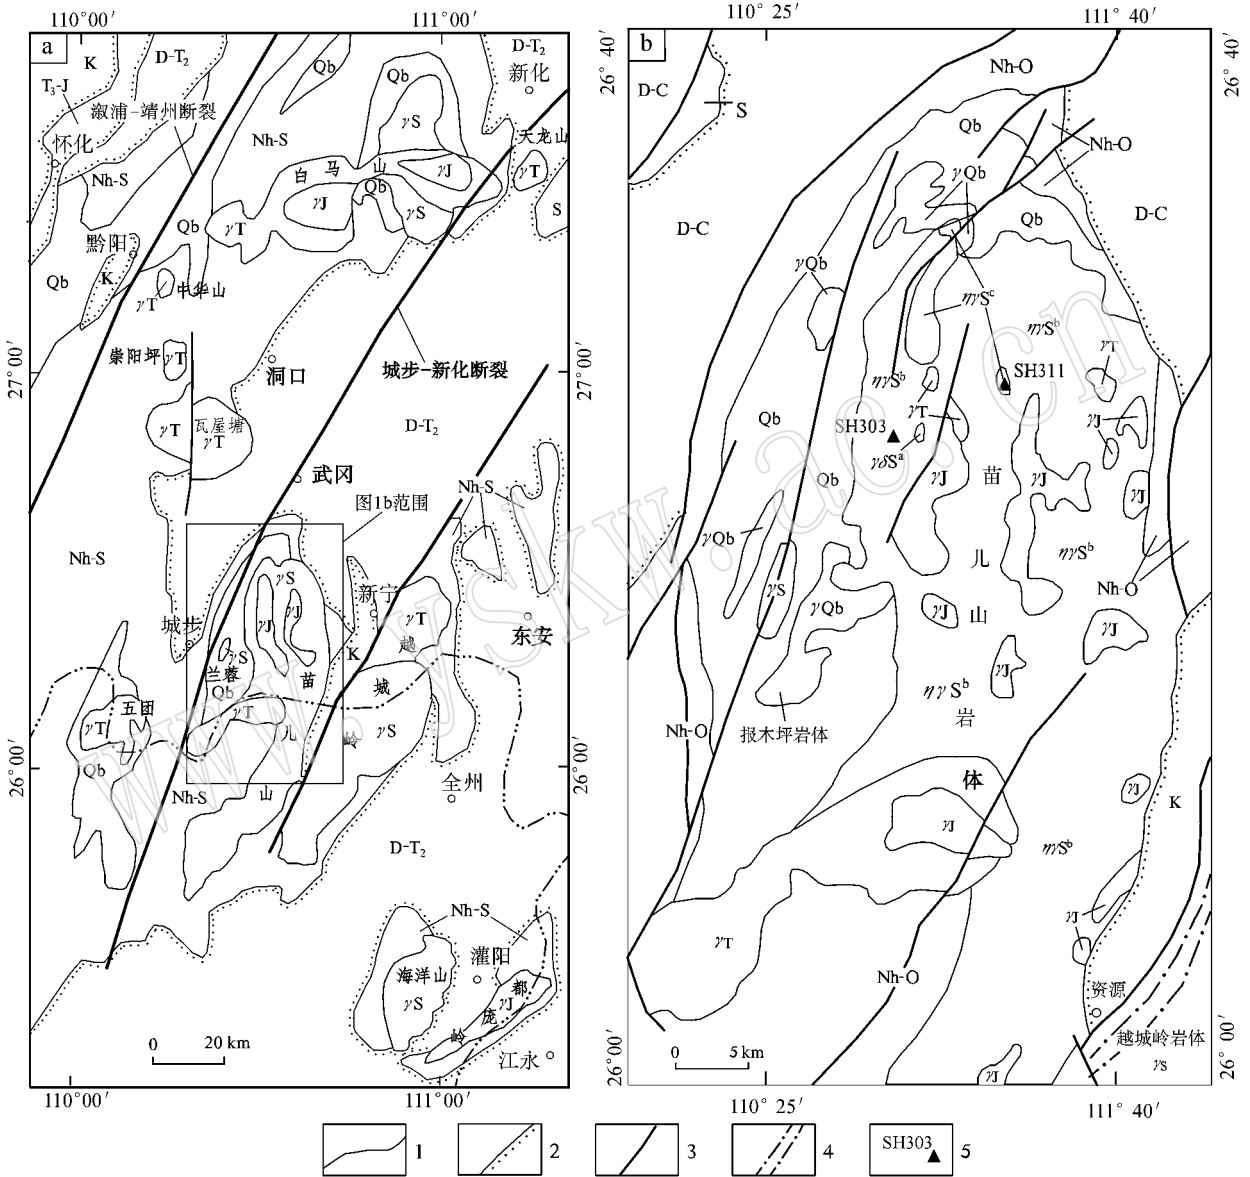 110°00′
111°00′
a
K
D-T₂
T₃-J
溆浦-靖州断裂
怀化
Nh-S
Qb
Qb
γS
D-T₂
新化
Nh-S
天龙山
γT
白马山
γJ
Qb
γJ
γS
γT
S
Qb
黔阳
K
Qb
中华山
γT
27°00′
27°00′
崇阳坪
γT
洞口
城步-新化断裂
γT
瓦屋塘
γT
D-T₂
武冈
图1b范围
Nh-S
Nh-S
γS
新宁
γJ
γJ
γT
城步
东安
γS
K
越
兰蓉
苗
城
Qb
五团
γT
γT
儿
岭
γS
Qb
26°00′
26°00′
Nh-S
山
全州
D-T₂
Nh-S
灌阳
海洋山
γS
都
γJ
庞
岭
江永
0 20 km
110°00′
111°00′
110° 25′
111° 40′
b
26° 40′
26° 40′
D-C
S
Nh-O
Qb
Nh-O
γQb
D-C
Qb
D-C
γQb
ηγSᶜ
ηγSᵇ
γT
SH311
ηγSᵇ
γT
γJ
Qb
SH303
γδSᵃ
Qb
γJ
苗
γJ
γJ
γQb
儿
ηγSᵇ
γS
Nh-O
γQb
γJ
山
γJ
γJ
ηγSᵇ
岩
Nh-O
报木坪岩体
体
γJ
K
γJ
ηγSᵇ
γJ
γT
Nh-O
资源
越城岭岩体
γS
γJ
0 5 km
26° 00′
26° 00′
110° 25′
111° 40′
1
2
3
4
SH303
5
www.yskw.ac.cn